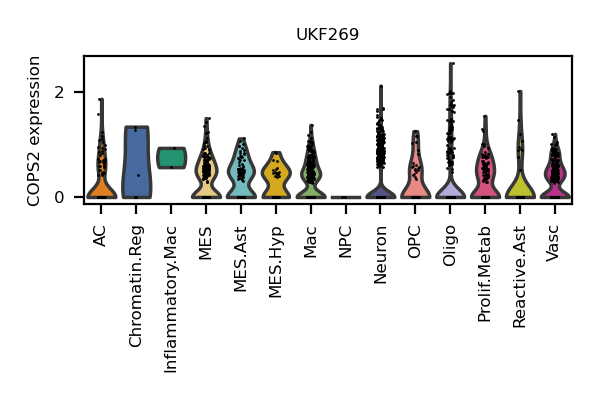 UKF269
COPS2 expression
2
0
AC
Chromatin.Reg
Inflammatory.Mac
MES
MES.Ast
MES.Hyp
Mac
NPC
Neuron
OPC
Oligo
Prolif.Metab
Reactive.Ast
Vasc